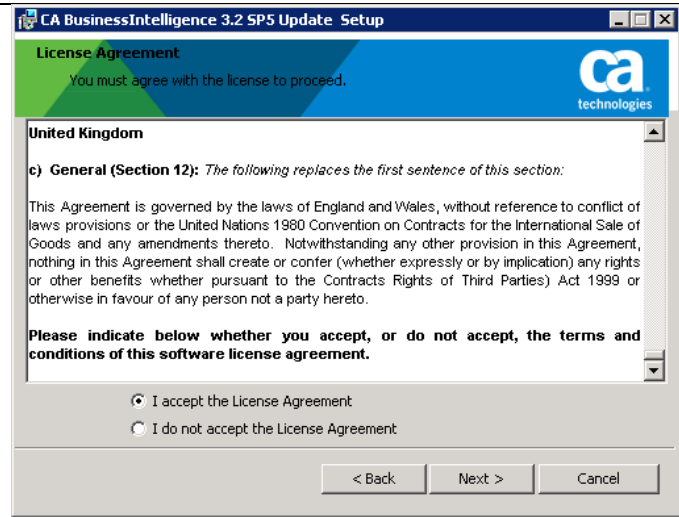 CA BusinessIntelligence 3.2 SP5 Update Setup
License Agreement
You must agree with the license to proceed.
ca
technologies
United Kingdom
c) General (Section 12): The following replaces the first sentence of this section:
This Agreement is governed by the laws of England and Wales, without reference to conflict of
laws provisions or the United Nations 1980 Convention on Contracts for the International Sale of
Goods and any amendments thereto. Notwithstanding any other provision in this Agreement,
nothing in this Agreement shall create or confer (whether expressly or by implication) any rights
or other benefits whether pursuant to the Contracts Rights of Third Parties) Act 1999 or
otherwise in favour of any person not a party hereto.
Please indicate below whether you accept, or do not accept, the terms and
conditions of this software license agreement.
I accept the License Agreement
I do not accept the License Agreement
< Back Next > Cancel